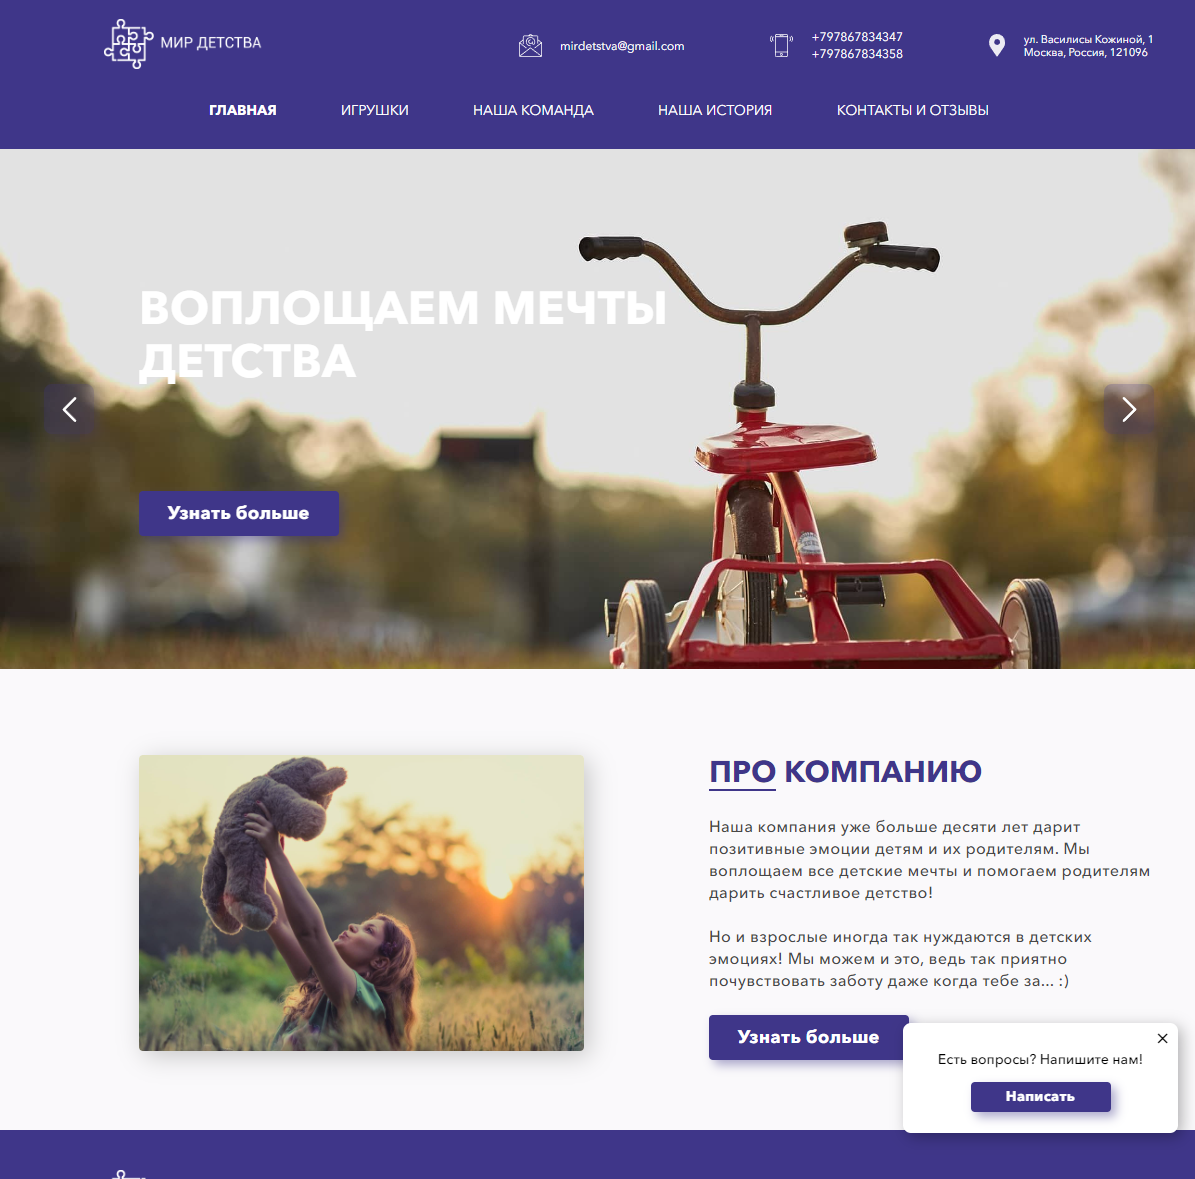 МИР ДЕТСТВА
mirdetstva@gmail.com
+797867834347
+797867834358
ул. Василисы Кожиной, 1
Москва, Россия, 121096
ГЛАВНАЯ
ИГРУШКИ
НАША КОМАНДА
НАША ИСТОРИЯ
КОНТАКТЫ И ОТЗЫВЫ
ВОПЛОЩАЕМ МЕЧТЫ
ДЕТСТВА
Узнать больше
ПРО КОМПАНИЮ
Наша компания уже больше десяти лет дарит
позитивные эмоции детям и их родителям. Мы
воплощаем все детские мечты и помогаем родителям
дарить счастливое детство!
Но и взрослые иногда так нуждаются в детских
эмоциях! Мы можем и это, ведь так приятно
почувствовать заботу даже когда тебе за... :)
Узнать больше
Есть вопросы? Напишите нам!
Написать